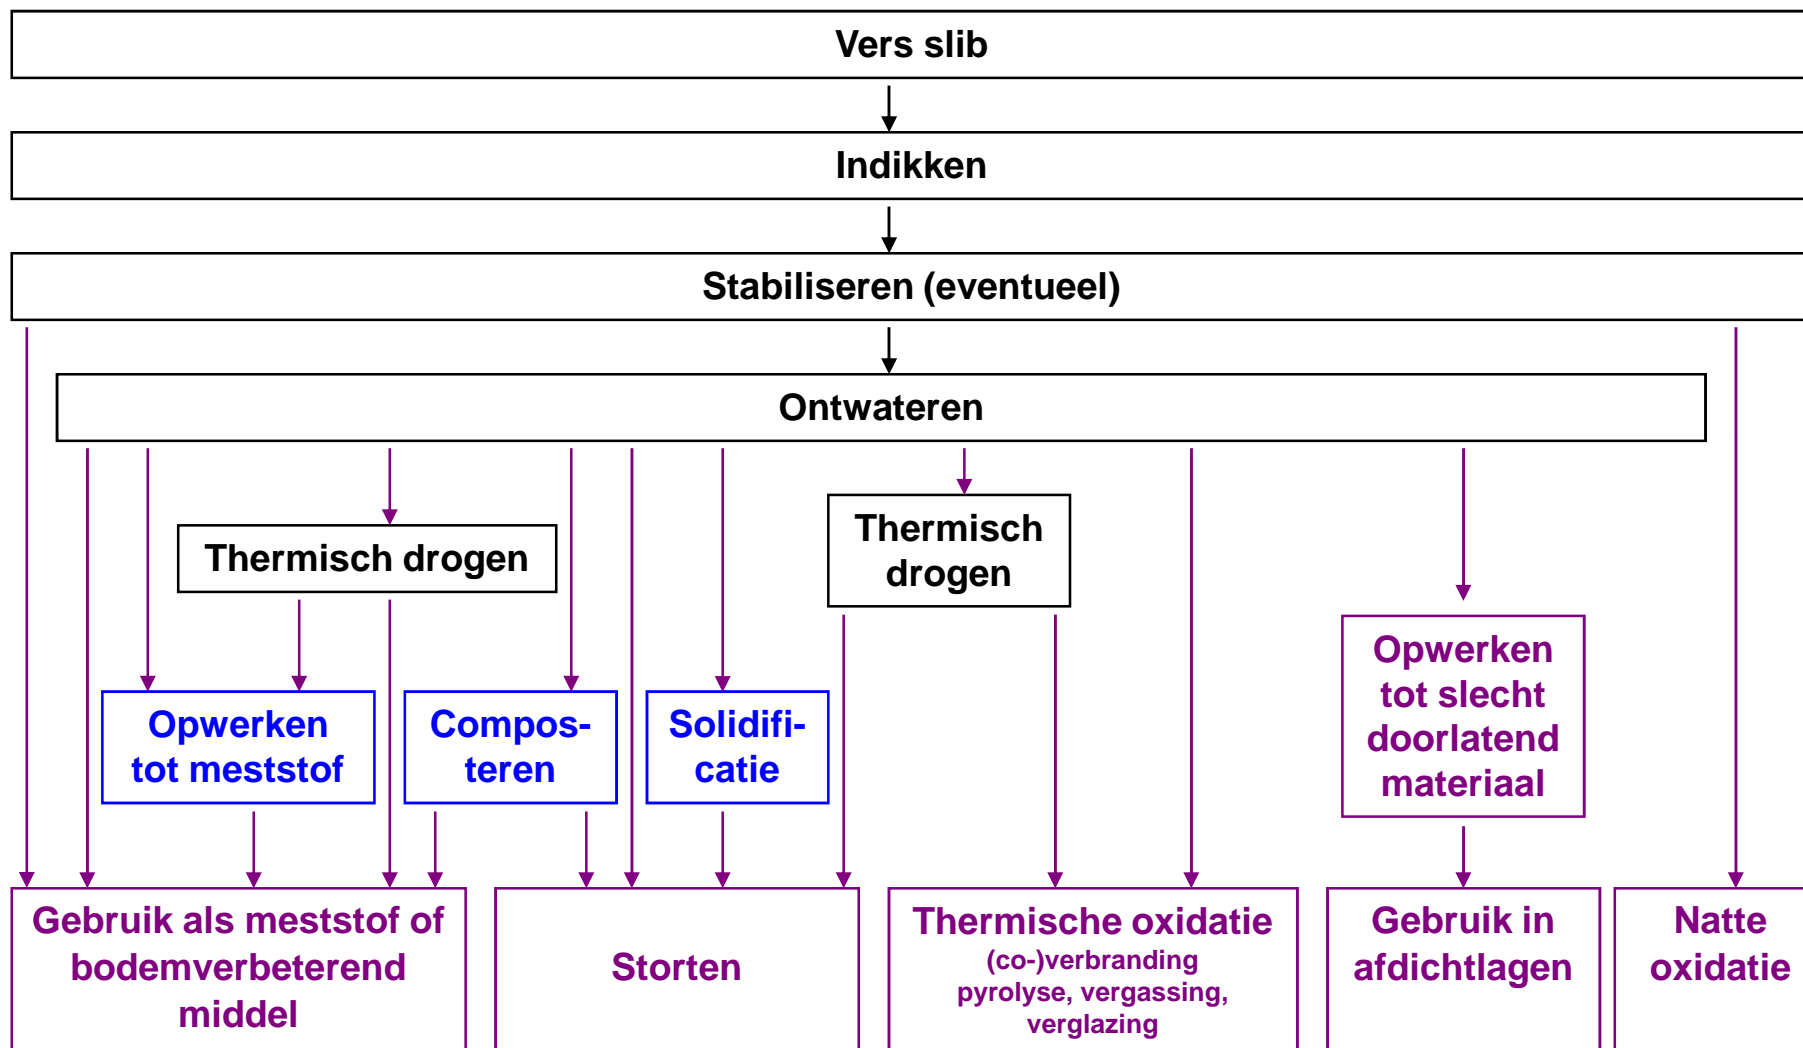 Vers slib
Indikken
Stabiliseren (eventueel)
Ontwateren
Thermisch drogen
Thermisch
drogen
Opwerken
tot meststof
Compos-
teren
Solidifi-
catie
Opwerken
tot slecht
doorlatend
materiaal
Gebruik als meststof of
bodemverbeterend
middel
Storten
Thermische oxidatie
(co-)verbranding
pyrolyse, vergassing,
verglazing
Gebruik in
afdichtlagen
Natte
oxidatie